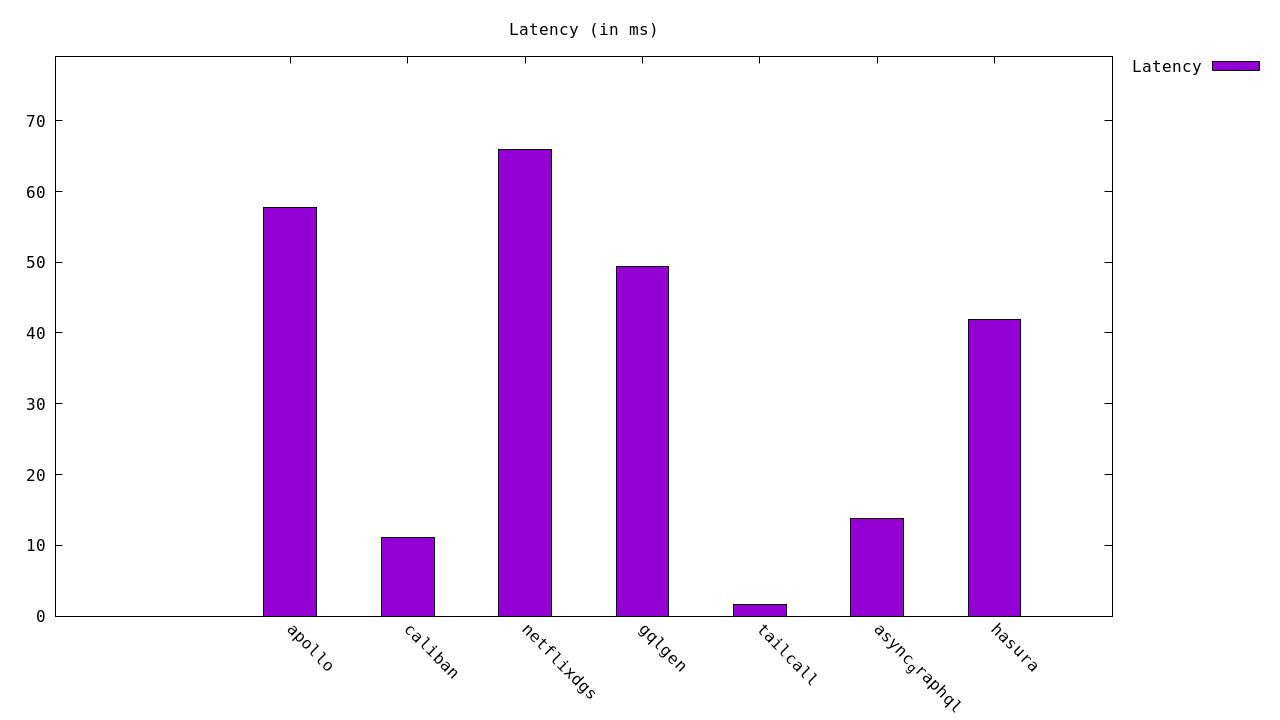 Latency (in ms)
Latency
70
60
50
40
30
20
10
0
apollo
caliban
netflixdgs
gqlgen
tailcall
asyncgraphql
hasura